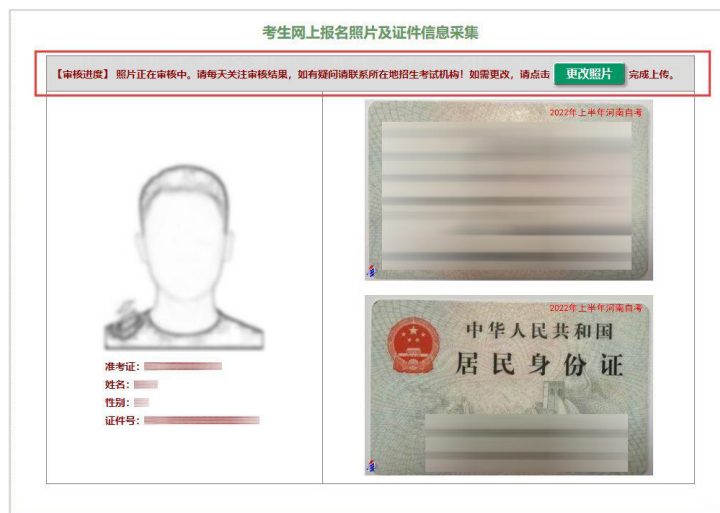 考生网上报名照片及证件信息采集
【审核进度】 照片正在审核中。请每天关注审核结果，如有疑问请联系所在地招生考试机构！如需更改，请点击 更改照片 完成上传。
2022年上半年河南自考
准考证：
姓名：
性别：
证件号：
2022年上半年河南自考
中华人民共和国
居民身份证